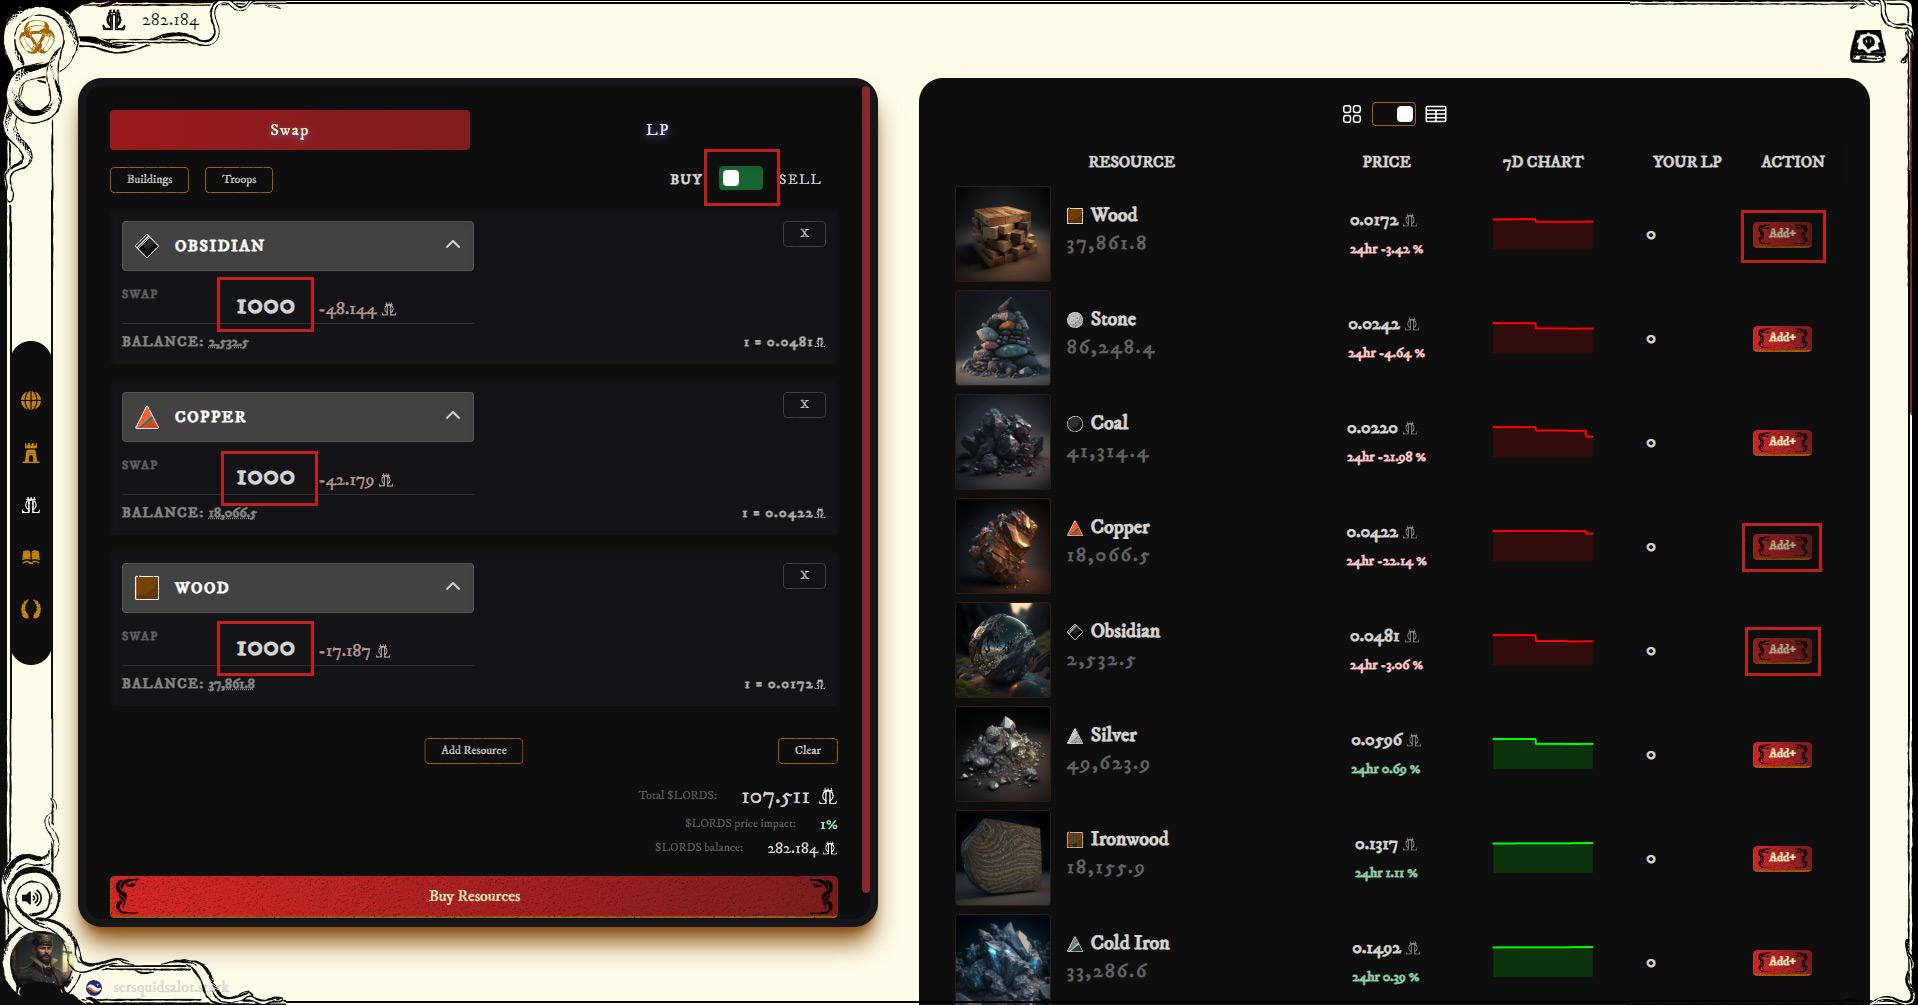 282.184
Swap
LP
Buildings
Troops
BUY
SELL
OBSIDIAN
X
SWAP
1000
-48.144
BALANCE: 2,532.5
1 = 0.0481
COPPER
X
SWAP
1000
-42.179
BALANCE: 18,066.5
1 = 0.0422
WOOD
X
SWAP
1000
-17.187
BALANCE: 37,861.8
1 = 0.0172
Add Resource
Clear
Total $LORDS: 107.511
$LORDS price impact: 1%
$LORDS balance: 282.184
Buy Resources
sersquidsalot.stark
RESOURCE PRICE 7D CHART YOUR LP ACTION
Wood
37,861.8
0.0172
24hr -3.42 %
0
Add+
Stone
86,248.4
0.0242
24hr -4.64 %
0
Add+
Coal
41,314.4
0.0220
24hr -21.98 %
0
Add+
Copper
18,066.5
0.0422
24hr -22.14 %
0
Add+
Obsidian
2,532.5
0.0481
24hr -3.06 %
0
Add+
Silver
49,623.9
0.0596
24hr 0.69 %
0
Add+
Ironwood
18,155.9
0.1317
24hr 1.11 %
0
Add+
Cold Iron
33,286.6
0.1492
24hr 0.39 %
0
Add+